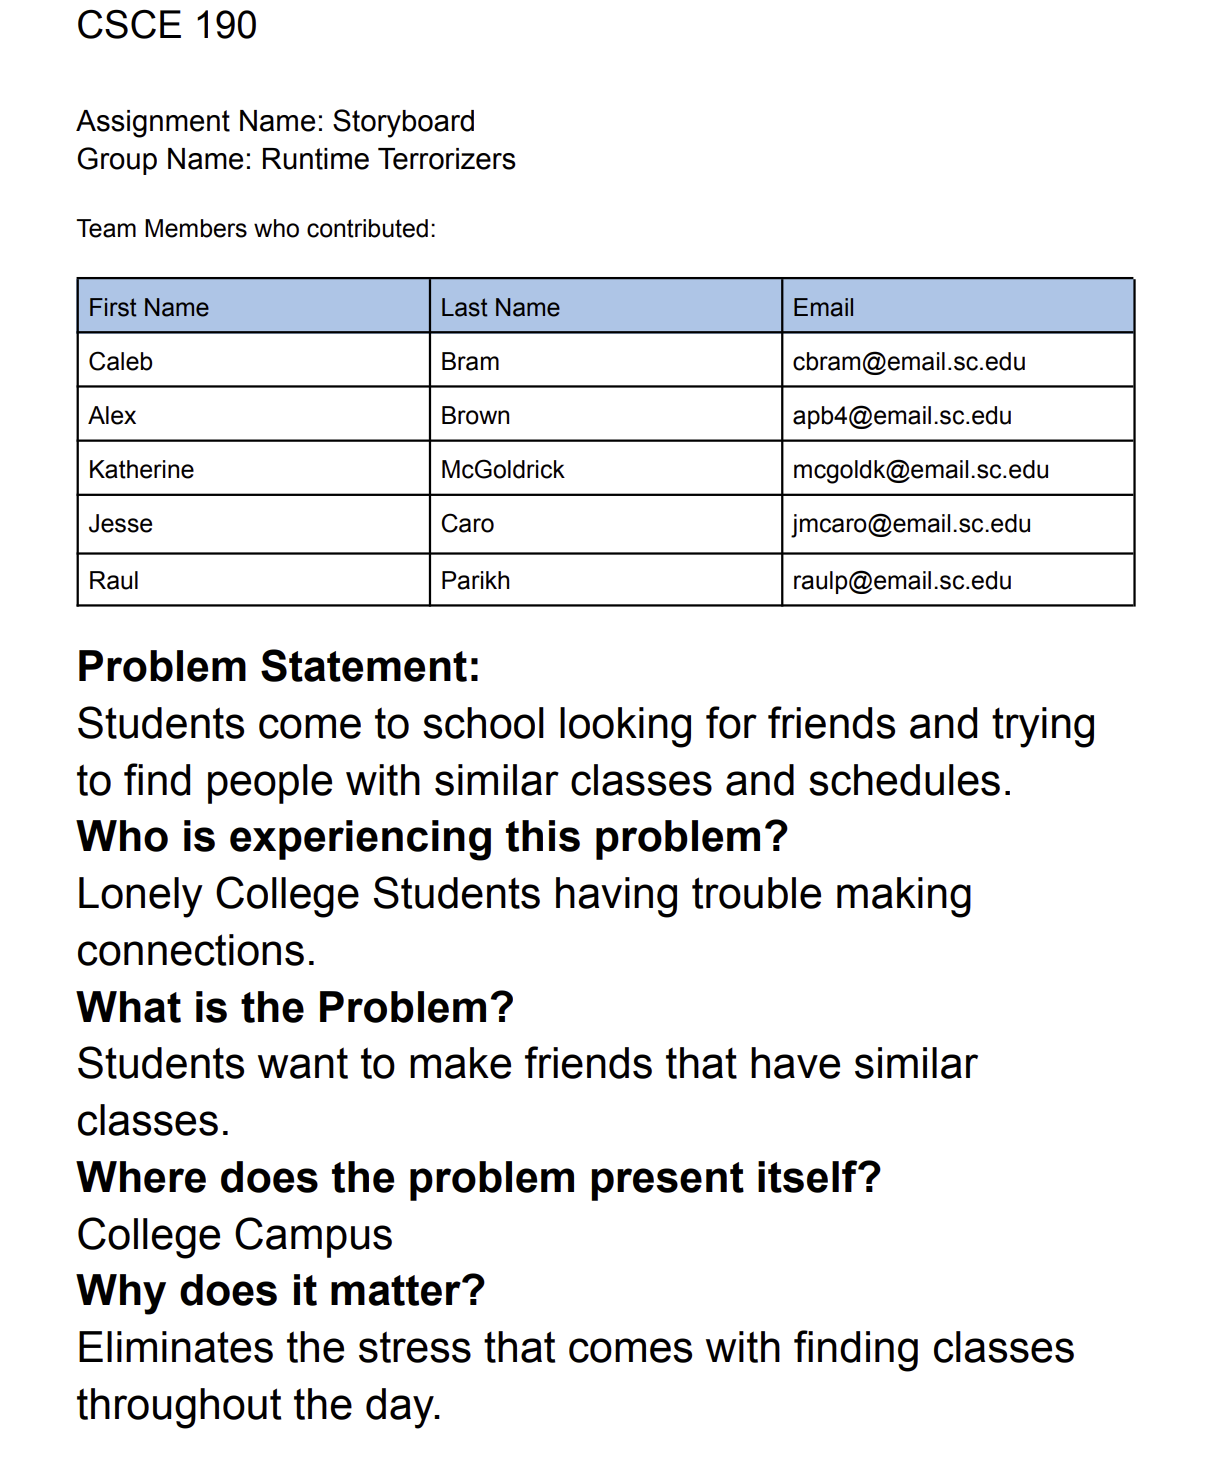 CSCE 190
Assignment Name: Storyboard
Group Name: Runtime Terrorizers
Team Members who contributed:
First Name Last Name Email
Caleb Bram cbram@email.sc.edu
Alex Brown apb4@email.sc.edu
Katherine McGoldrick mcgoldk@email.sc.edu
Jesse Caro jmcaro@email.sc.edu
Raul Parikh raulp@email.sc.edu
Problem Statement:
Students come to school looking for friends and trying
to find people with similar classes and schedules.
Who is experiencing this problem?
Lonely College Students having trouble making
connections.
What is the Problem?
Students want to make friends that have similar
classes.
Where does the problem present itself?
College Campus
Why does it matter?
Eliminates the stress that comes with finding classes
throughout the day.